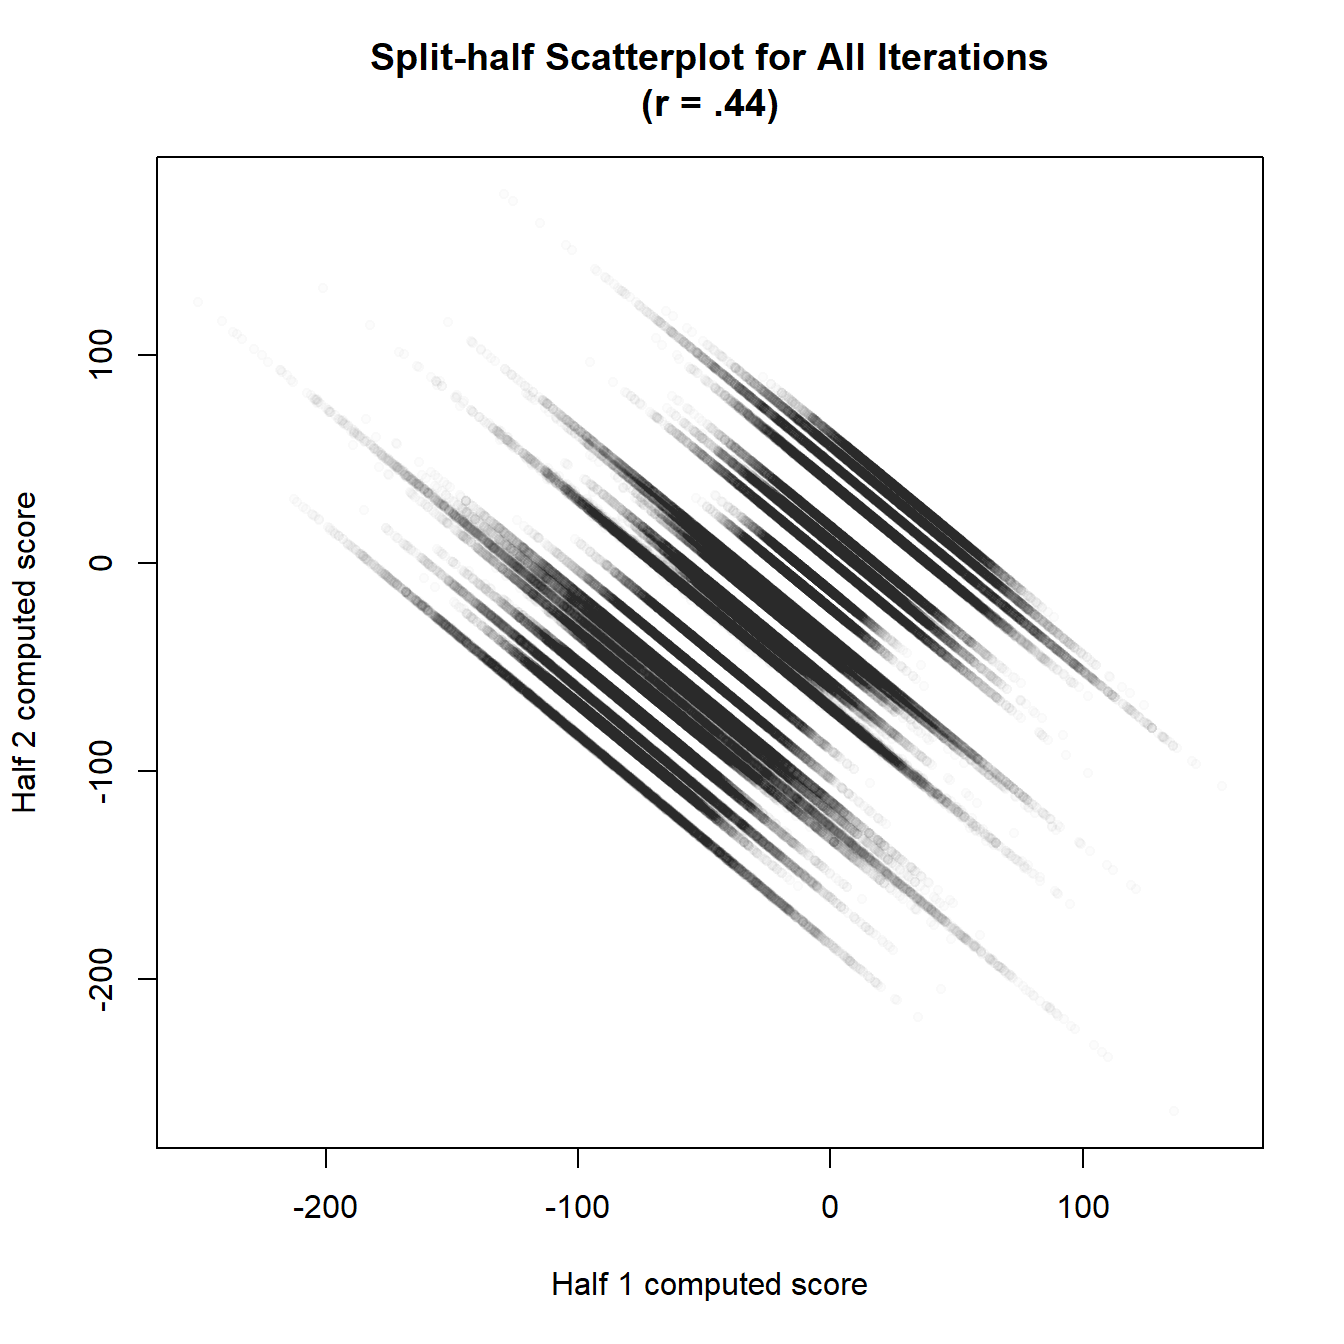 Split-half Scatterplot for All Iterations
(r = .44)
Half 2 computed score
100
0
-100
-200
-200 -100 0 100
Half 1 computed score